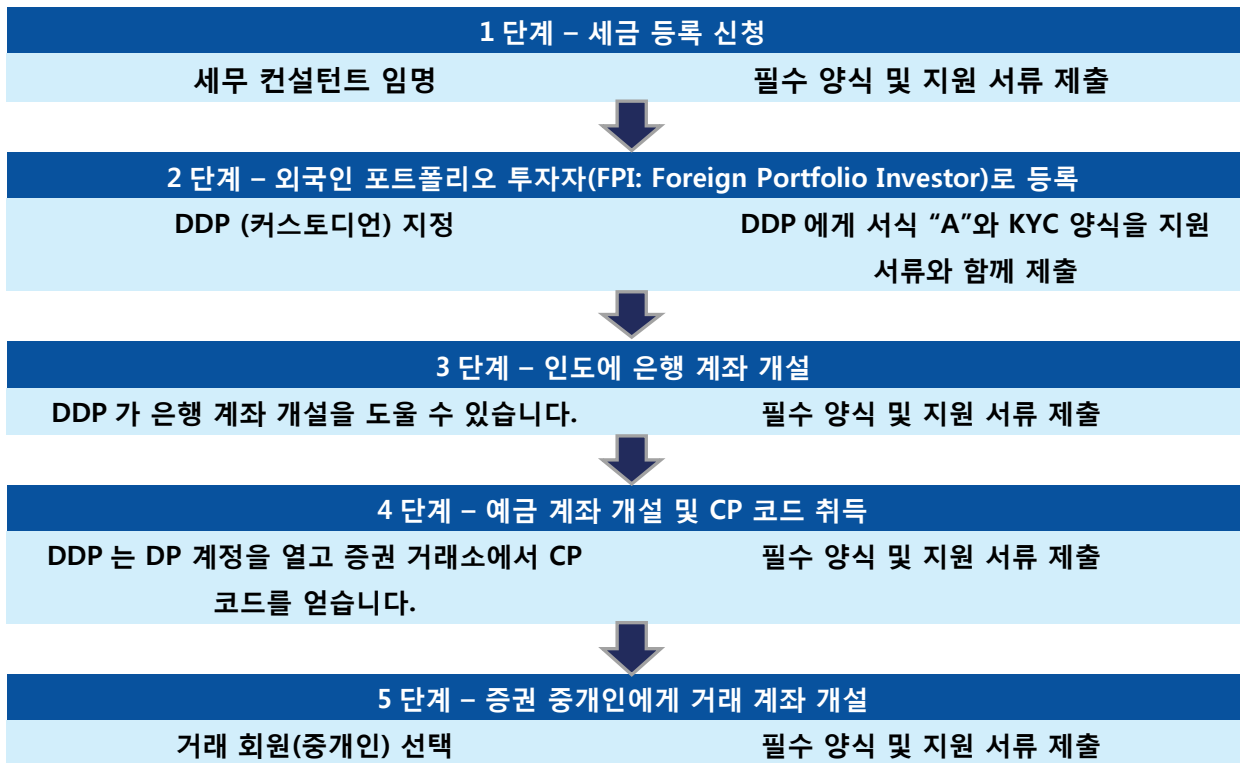 1 단계 – 세금 등록 신청
세무 컨설턴트 임명
필수 양식 및 지원 서류 제출
2 단계 – 외국인 포트폴리오 투자자(FPI: Foreign Portfolio Investor)로 등록
DDP (커스토디언) 지정
DDP 에게 서식 “A”와 KYC 양식을 지원
서류와 함께 제출
3 단계 – 인도에 은행 계좌 개설
DDP 가 은행 계좌 개설을 도울 수 있습니다.
필수 양식 및 지원 서류 제출
4 단계 – 예금 계좌 개설 및 CP 코드 취득
DDP 는 DP 계정을 열고 증권 거래소에서 CP
코드를 얻습니다.
필수 양식 및 지원 서류 제출
5 단계 – 증권 중개인에게 거래 계좌 개설
거래 회원(중개인) 선택
필수 양식 및 지원 서류 제출